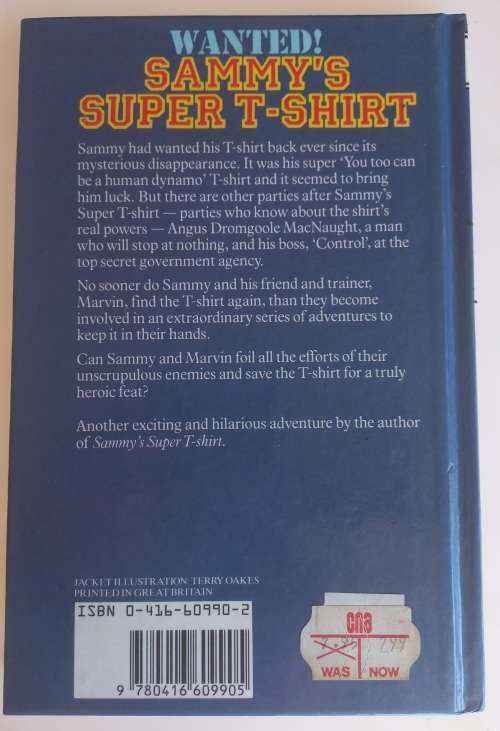 WANTED!
SAMMY'S
SUPER T-SHIRT
Sammy had wanted his T-shirt back ever since its
mysterious disappearance. It was his super ‘You too can
be a human dynamo’ T-shirt and it seemed to bring
him luck. But there are other parties after Sammy’s
Super T-shirt — parties who know about the shirt’s
real powers — Angus Dromgoole MacNaught, a man
who will stop at nothing, and his boss, ‘Control’, at the
top secret government agency.
No sooner do Sammy and his friend and trainer,
Marvin, find the T-shirt again, than they become
involved in an extraordinary series of adventures to
keep it in their hands.
Can Sammy and Marvin foil all the efforts of their
unscrupulous enemies and save the T-shirt for a truly
heroic feat?
Another exciting and hilarious adventure by the author
of Sammy’s Super T-shirt.
JACKET ILLUSTRATION: TERRY OAKES
PRINTED IN GREAT BRITAIN
ISBN 0-416-60990-2
9 780416 609905
cna
WAS NOW